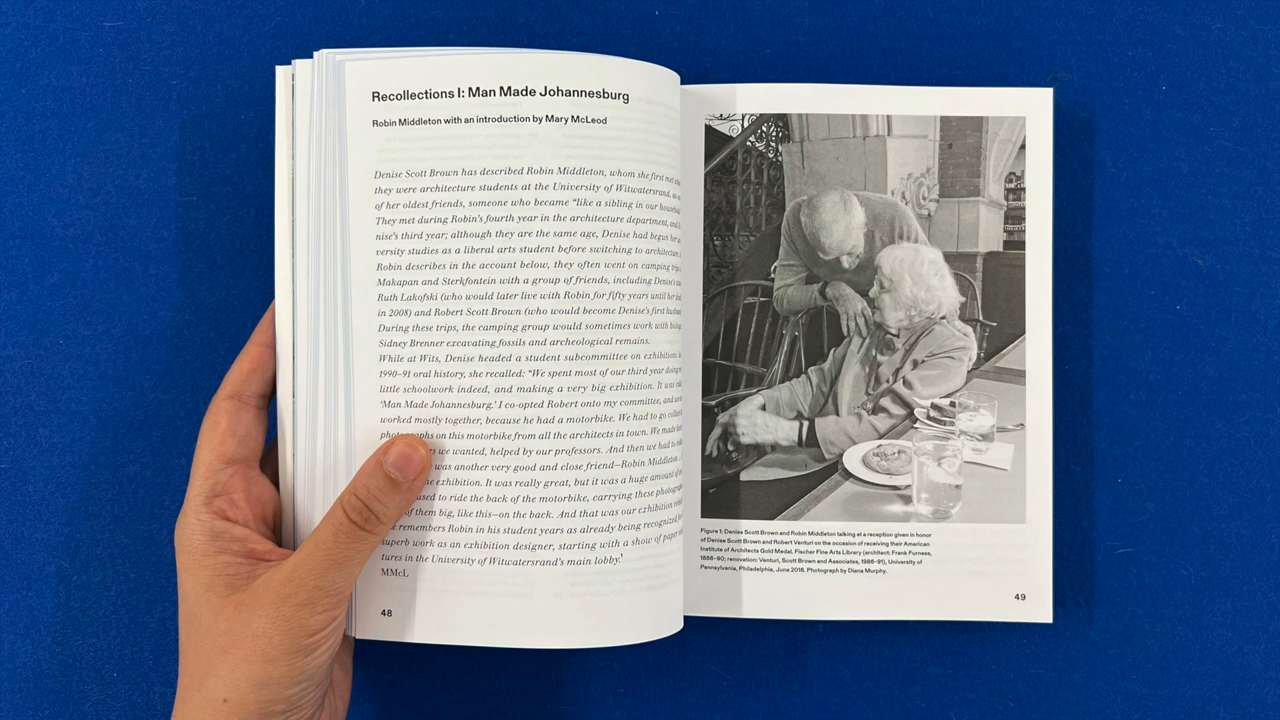 Recollections I: Man Made Johannesburg
Robin Middleton with an introduction by Mary McLeod
Denise Scott Brown has described Robin Middleton, whom she first met
they were architecture students at the University of Witwatersrand,
of her oldest friends, someone who became “like a sibling in our
They met during Robin’s fourth year in the architecture department,
nise’s third year; although they are the same age, Denise had begun her
versity studies as a liberal arts student before switching to
Robin describes in the account below, they often went on camping trips
Makapan and Sterkfontein with a group of friends, including
Ruth Lakofski (who would later live with Robin for fifty years until her
in 2008) and Robert Scott Brown (who would become Denise’s first
During these trips, the camping group would sometimes work with
Sidney Brenner excavating fossils and archeological remains.
While at Wits, Denise headed a student subcommittee on exhibitions.
1990–91 oral history, she recalled: “We spent most of our third year doing
little schoolwork indeed, and making a very big exhibition. It was
‘Man Made Johannesburg.’ I co-opted Robert onto my committee, and
worked mostly together, because he had a motorbike. We had to go
photographs on this motorbike from all the architects in town. We made
we wanted, helped by our professors. And then we had to
was another very good and close friend—Robin Middleton
exhibition. It was really great, but it was a huge amount
used to ride the back of the motorbike, carrying these
of them big, like this—on the back. And that was our exhibition
remembers Robin in his student years as already being recognized
superb work as an exhibition designer, starting with a show of paper
tures in the University of Witwatersrand’s main lobby.¹
MMcL
48
Figure 1: Denise Scott Brown and Robin Middleton talking at a reception given in honor
of Denise Scott Brown and Robert Venturi on the occasion of receiving their American
Institute of Architects Gold Medal. Fischer Fine Arts Library (architect: Frank Furness,
1888–90; renovation: Venturi, Scott Brown and Associates, 1986–91), University of
Pennsylvania, Philadelphia, June 2016. Photograph by Diana Murphy.
49